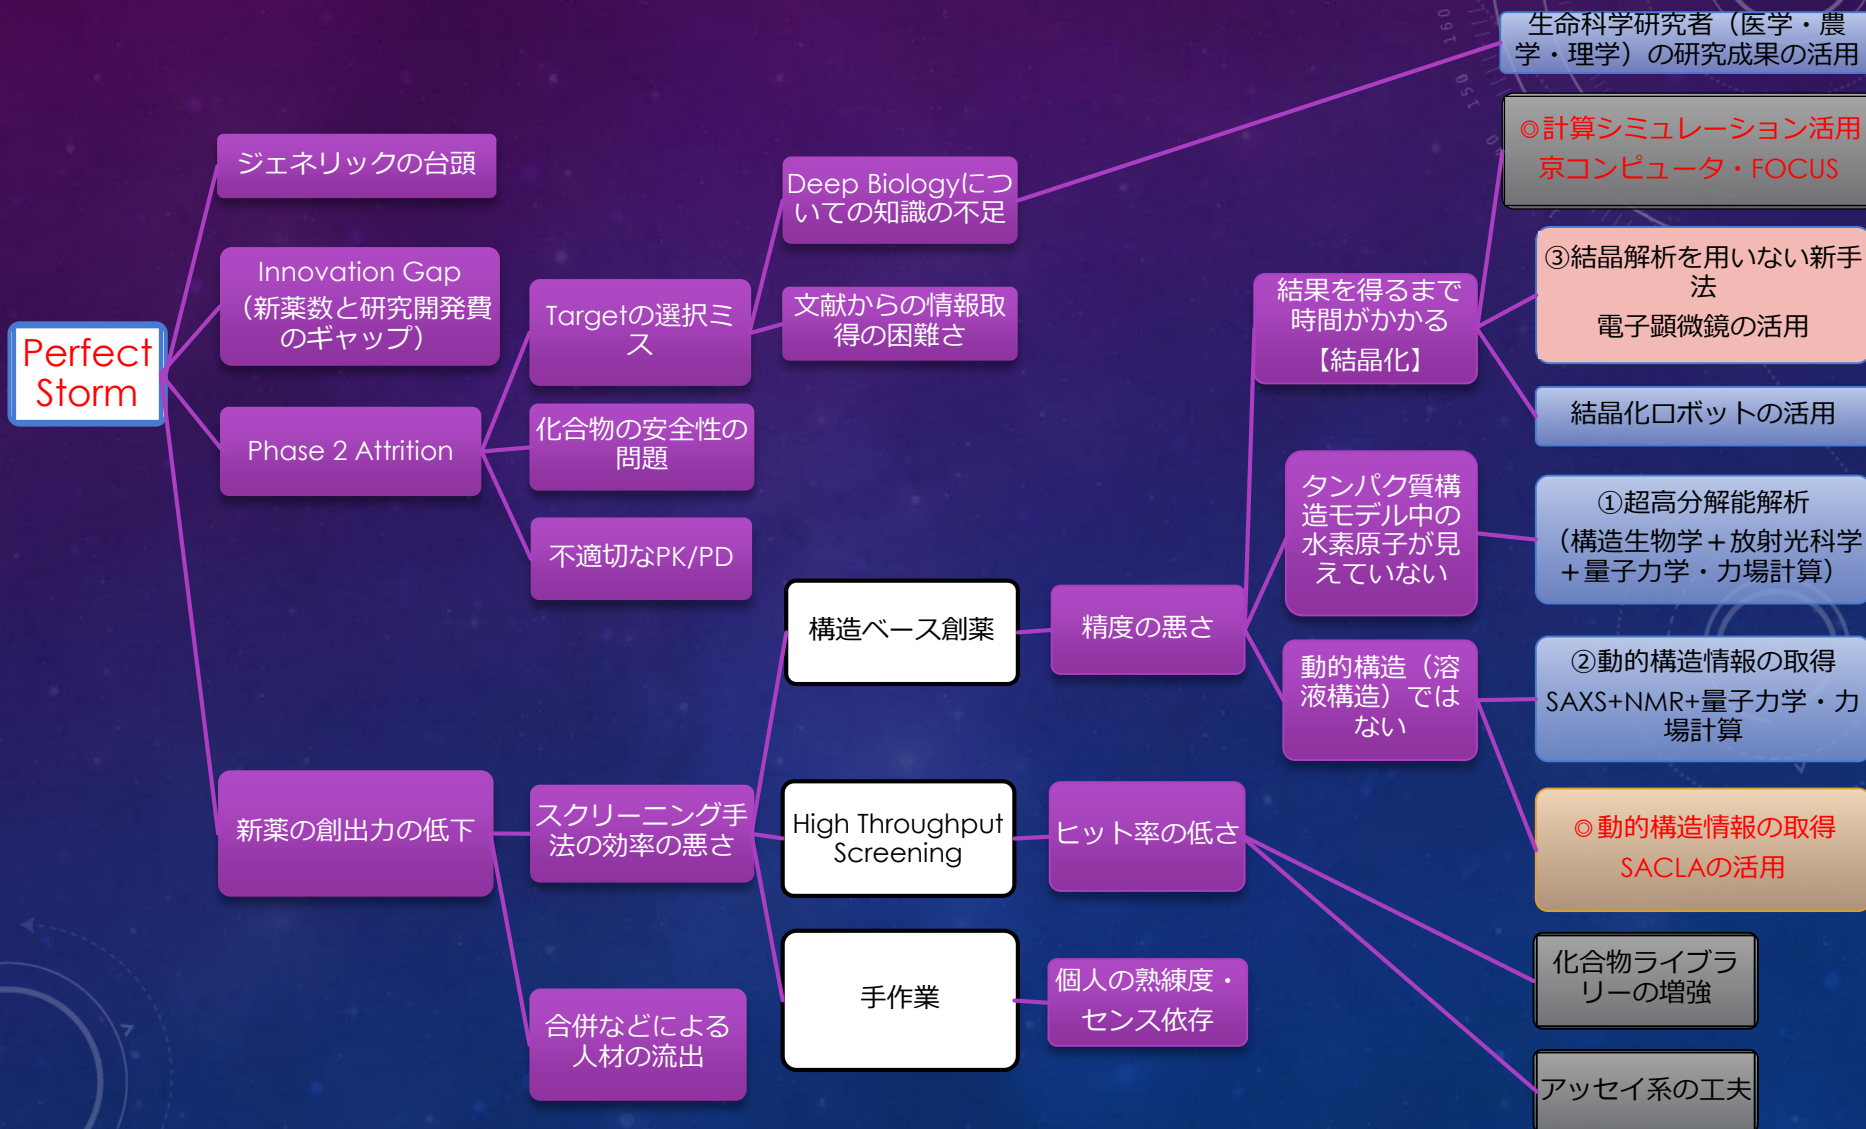 Perfect
Storm
ジェネリックの台頭
Innovation Gap
（新薬数と研究開発費
のギャップ）
Phase 2 Attrition
新薬の創出力の低下
Targetの選択ミ
ス
化合物の安全性の
問題
不適切なPK/PD
スクリーニング手
法の効率の悪さ
合併などによる
人材の流出
Deep Biologyにつ
いての知識の不足
文献からの情報取
得の困難さ
構造ベース創薬
High Throughput
Screening
手作業
精度の悪さ
ヒット率の低さ
個人の熟練度・
センス依存
結果を得るまで
時間がかかる
【結晶化】
タンパク質構
造モデル中の
水素原子が見
えていない
動的構造（溶
液構造）では
ない
生命科学研究者（医学・農
学・理学）の研究成果の活用
◎計算シミュレーション活用
京コンピュータ・FOCUS
③結晶解析を用いない新手
法
電子顕微鏡の活用
結晶化ロボットの活用
①超高分解能解析
（構造生物学＋放射光科学
＋量子力学・力場計算）
②動的構造情報の取得
SAXS+NMR+量子力学・力
場計算
◎動的構造情報の取得
SACLAの活用
化合物ライブラ
リーの増強
アッセイ系の工夫
160
150